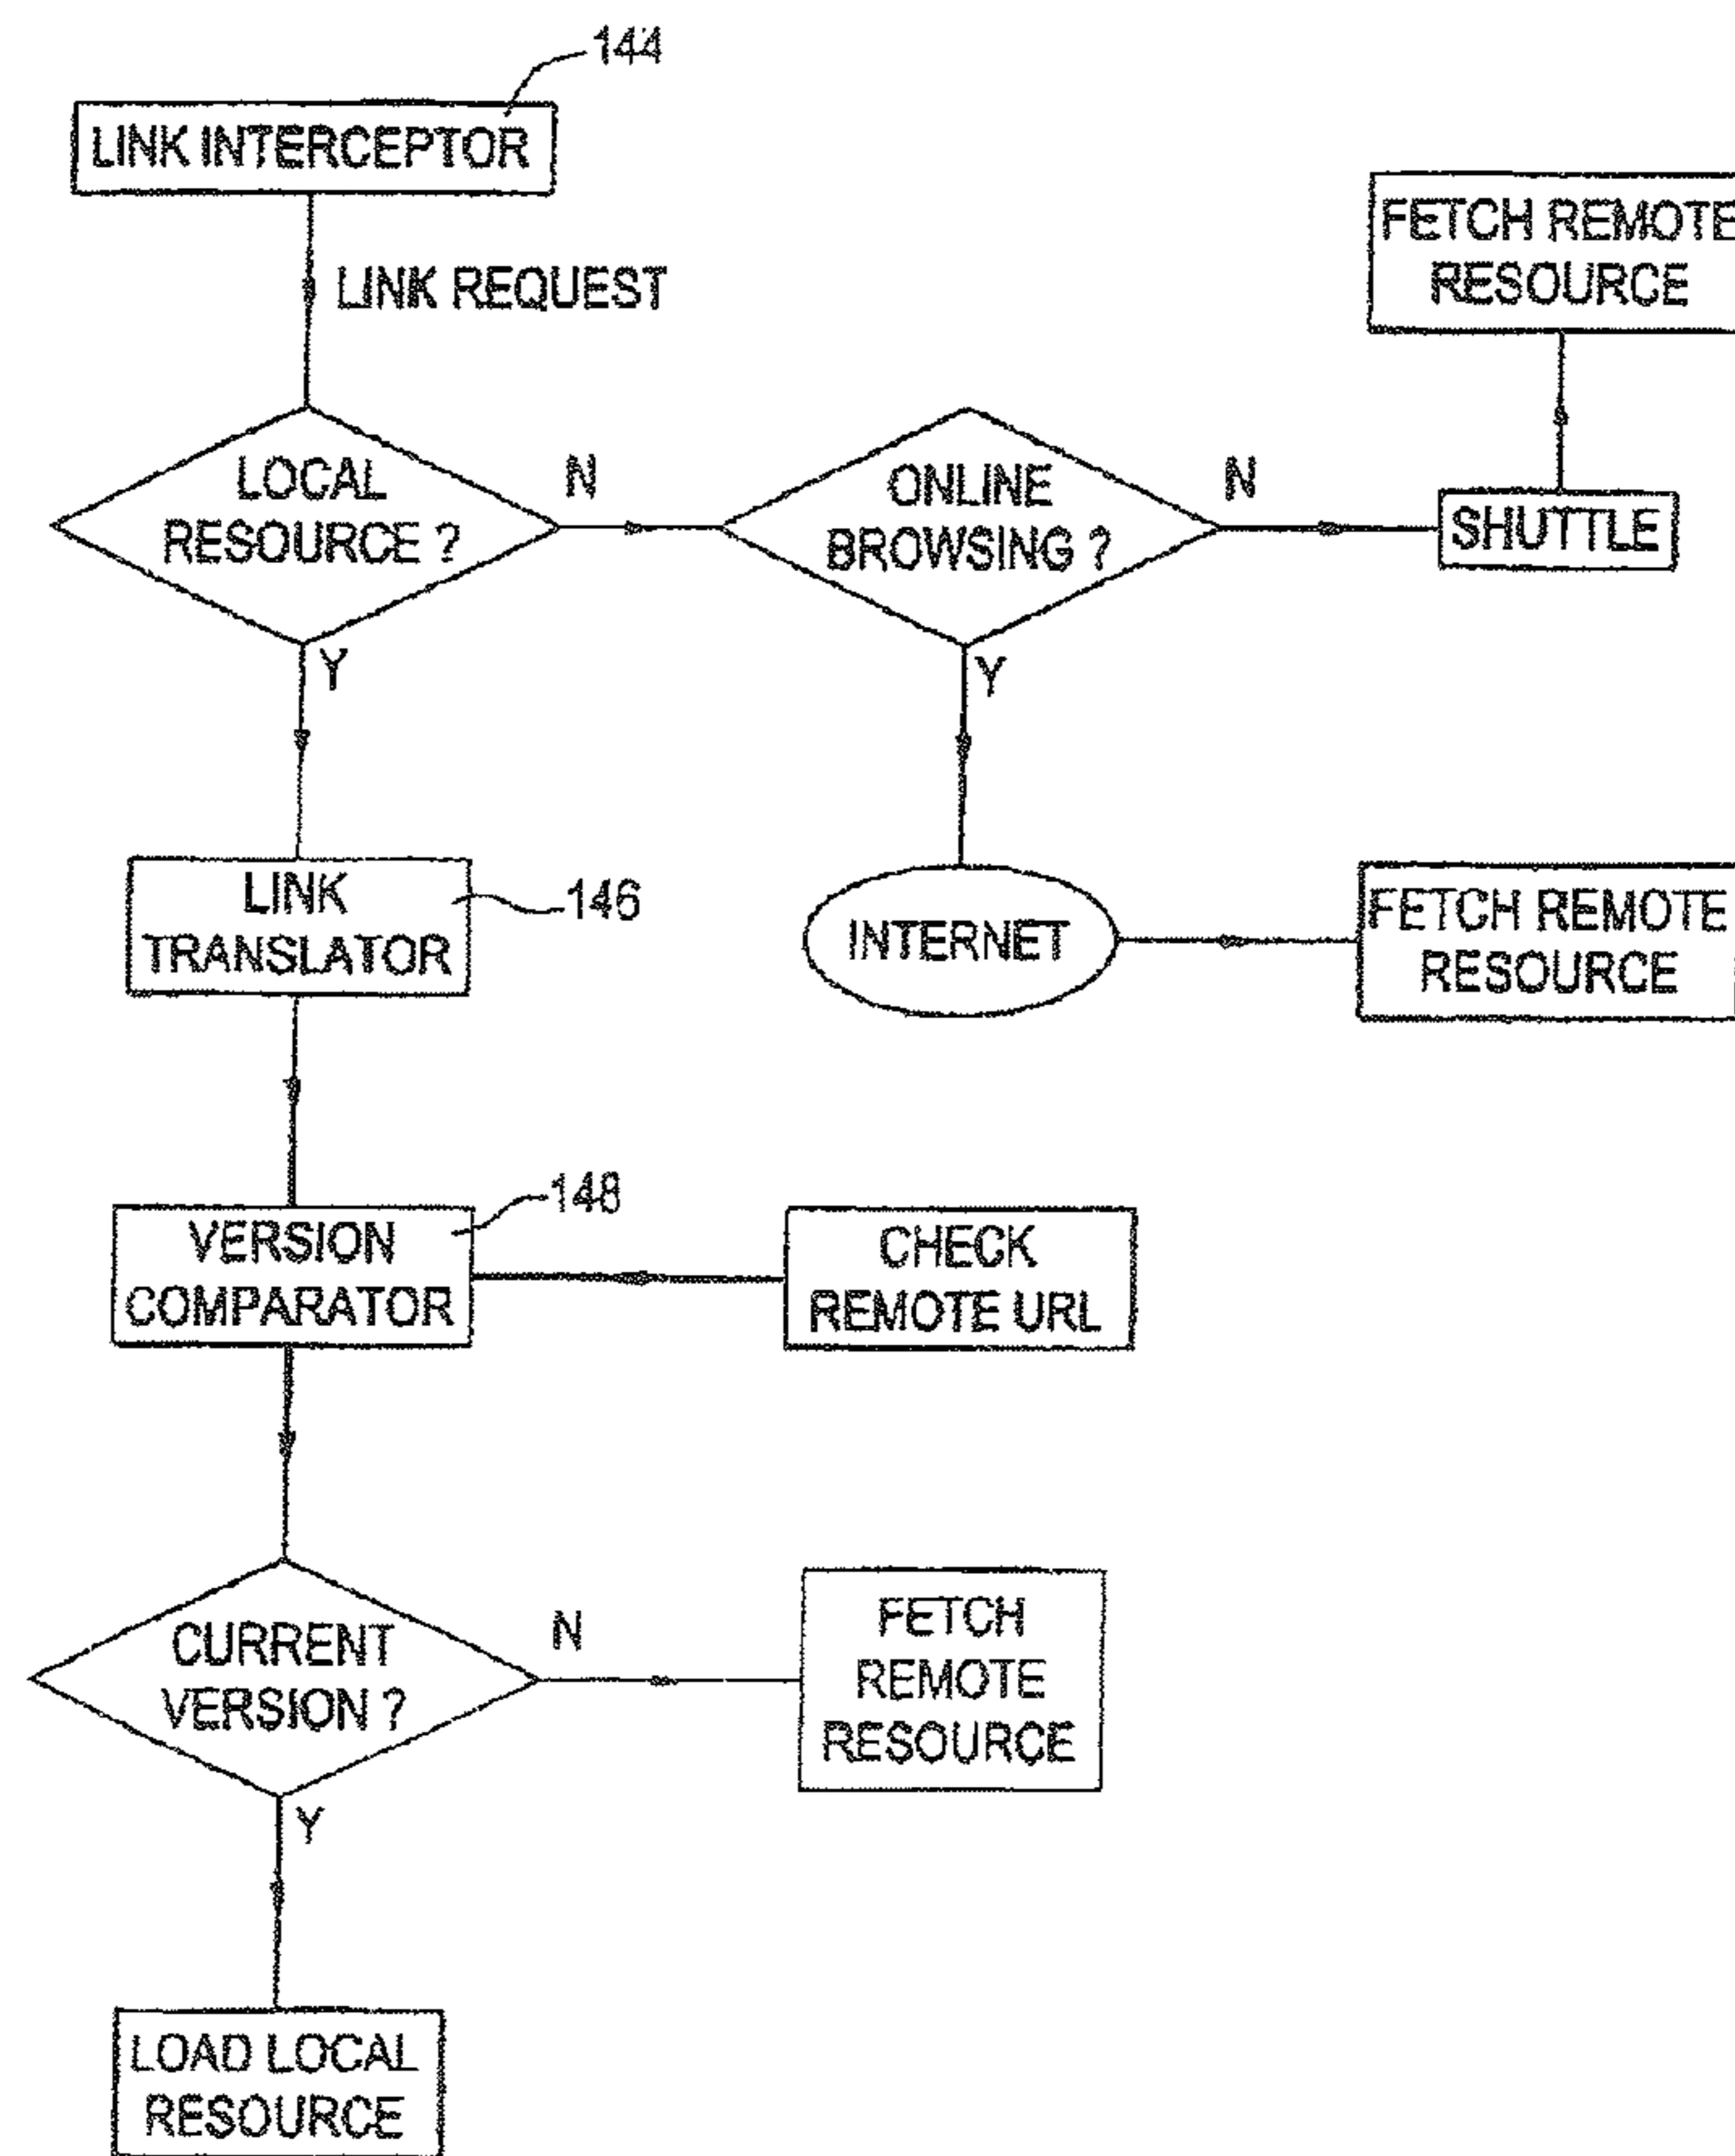 144
LINK INTERCEPTOR
LINK REQUEST
FETCH REMOTE
RESOURCE
LOCAL
RESOURCE ?
N
ONLINE
BROWSING ?
N
SHUTTLE
Y
Y
LINK
TRANSLATOR
146
INTERNET
FETCH REMOTE
RESOURCE
VERSION
COMPARATOR
148
CHECK
REMOTE URL
CURRENT
VERSION ?
N
FETCH
REMOTE
RESOURCE
Y
LOAD LOCAL
RESOURCE